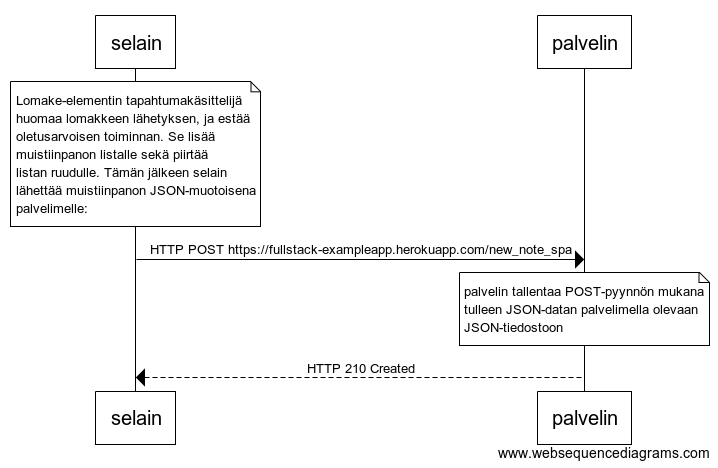 selain
palvelin
Lomake-elementin tapahtumakäsittelijä
huomaa lomakkeen lähetyksen, ja estää
oletusarvoisen toiminnan. Se lisää
muistiinpanon listalle sekä piirtää
listan ruudulle. Tämän jälkeen selain
lähettää muistiinpanon JSON-muotoisena
palvelimelle:
HTTP POST https://fullstack-exampleapp.herokuapp.com/new_note_spa
palvelin tallentaa POST-pyynnön mukana
tulleen JSON-datan palvelimella olevaan
JSON-tiedostoon
HTTP 210 Created
selain
palvelin
www.websequencediagrams.com